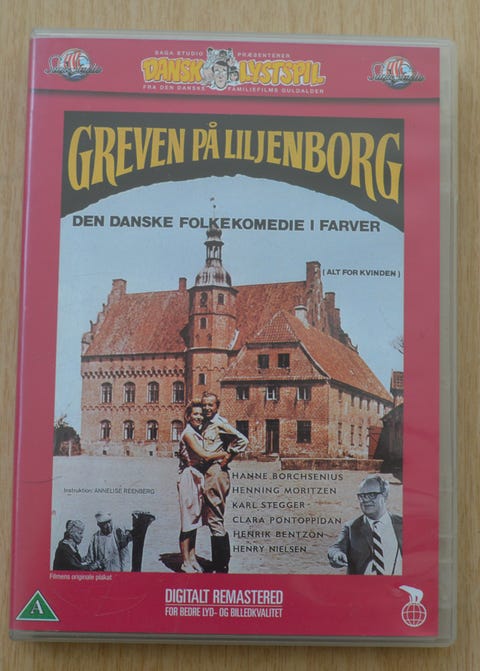 SAGA STUDIO PRÆSENTERER
DANSK LYSTSPIL
FRA DEN DANSKE FAMILIEFILMS GULDALDER
GREVEN PÅ LILJENBORG
DEN DANSKE FOLKEKOMEDIE I FARVER
( ALT FOR KVINDEN )
HANNE BORCHSENIUS
HENNING MORITZEN
KARL STEGGER
CLARA PONTOPPIDAN
HENRIK BENTZON
HENRY NIELSEN
Instruktion: ANNELISE REENBERG
Filmens originale plakat
DIGITALT REMASTERED
FOR BEDRE LYD- OG BILLEDKVALITET
A